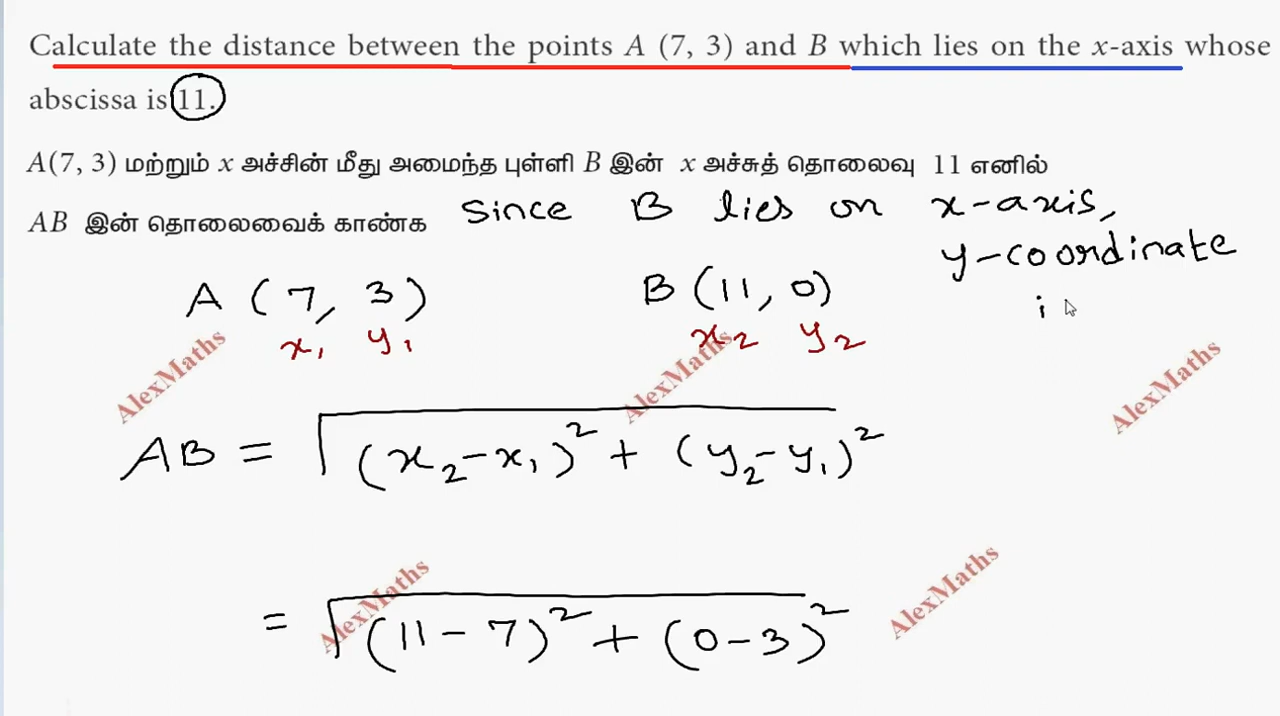 Calculate the distance between the points A (7, 3) and B which lies on the x-axis whose
abscissa is 11.
A(7, 3) மற்றும் x அச்சின் மீது அமைந்த புள்ளி B இன் x அச்சுத் தொலைவு 11 எனில்
AB இன் தொலைவைக் காண்க
Since B lies on x-axis,
y-coordinate
i
A (7, 3) B (11, 0)
x₁ y₁ x₂ y₂
AlexMaths AlexMaths AlexMaths
AB = √(x₂-x₁)² + (y₂-y₁)²
AlexMaths AlexMaths
= √(11-7)² + (0-3)²